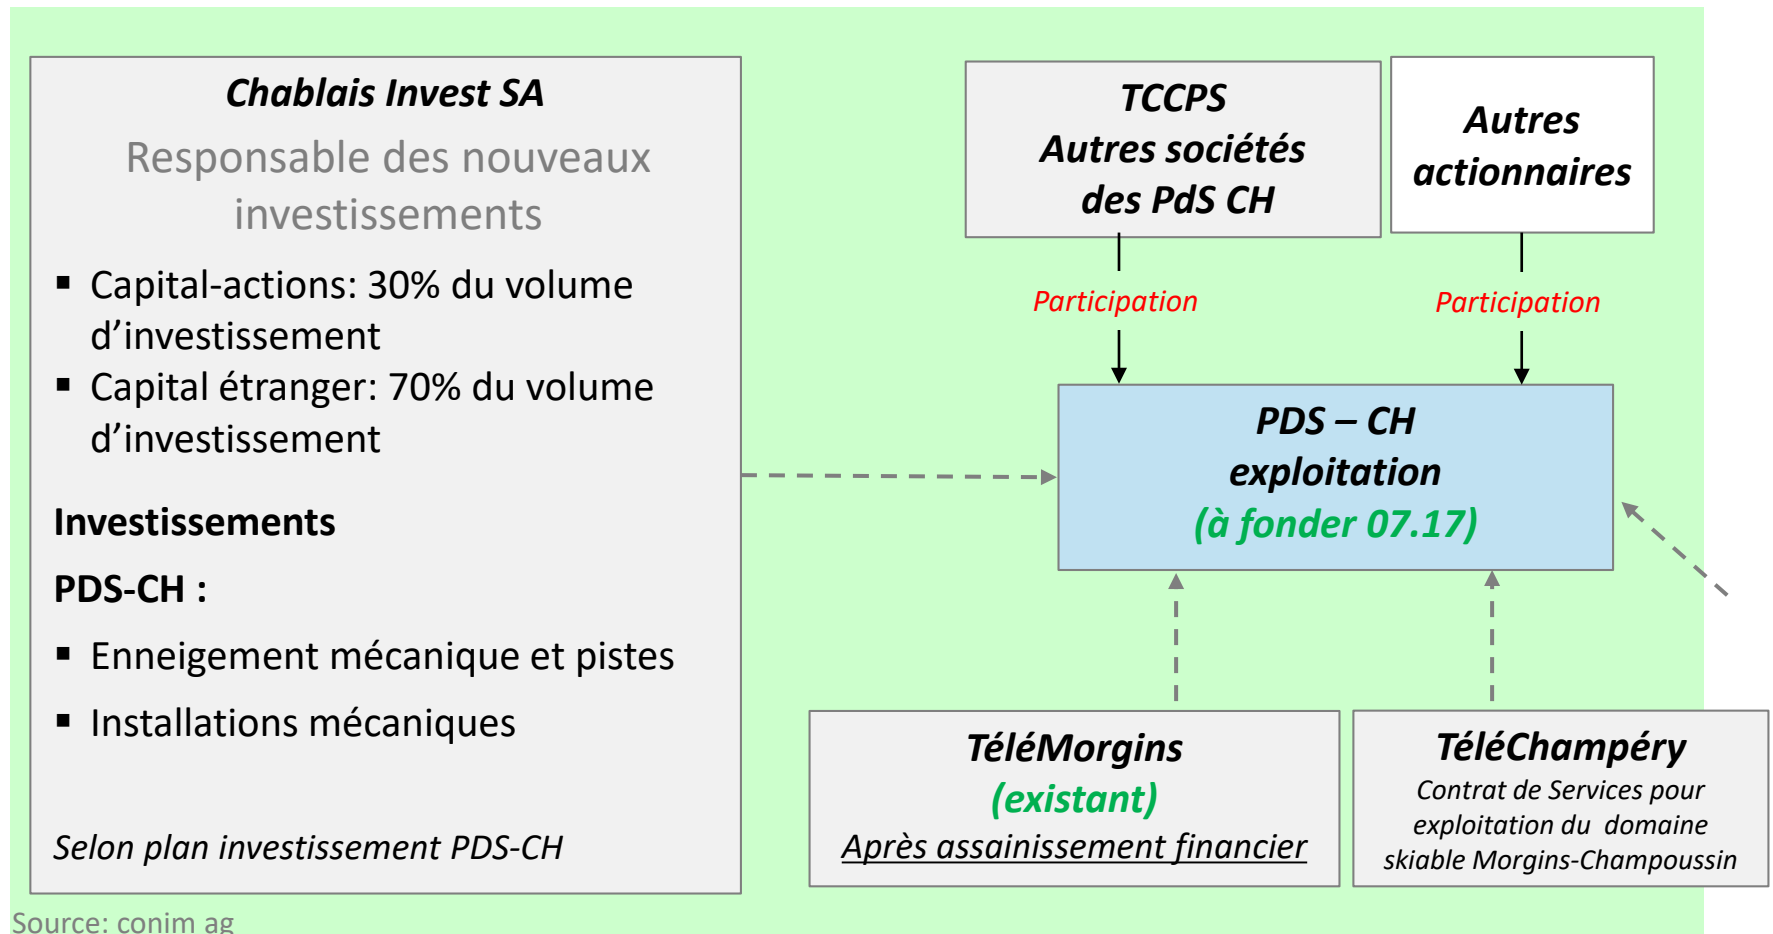 Chablais Invest SA
Responsable des nouveaux
investissements
▪ Capital-actions: 30% du volume
d’investissement
▪ Capital étranger: 70% du volume
d’investissement
Investissements
PDS-CH :
▪ Enneigement mécanique et pistes
▪ Installations mécaniques
Selon plan investissement PDS-CH
TCCPS
Autres sociétés
des PdS CH
Autres
actionnaires
Participation
Participation
PDS – CH
exploitation
(à fonder 07.17)
TéléMorgins
(existant)
Après assainissement financier
TéléChampéry
Contrat de Services pour
exploitation du domaine
skiable Morgins-Champoussin
Source: conim ag